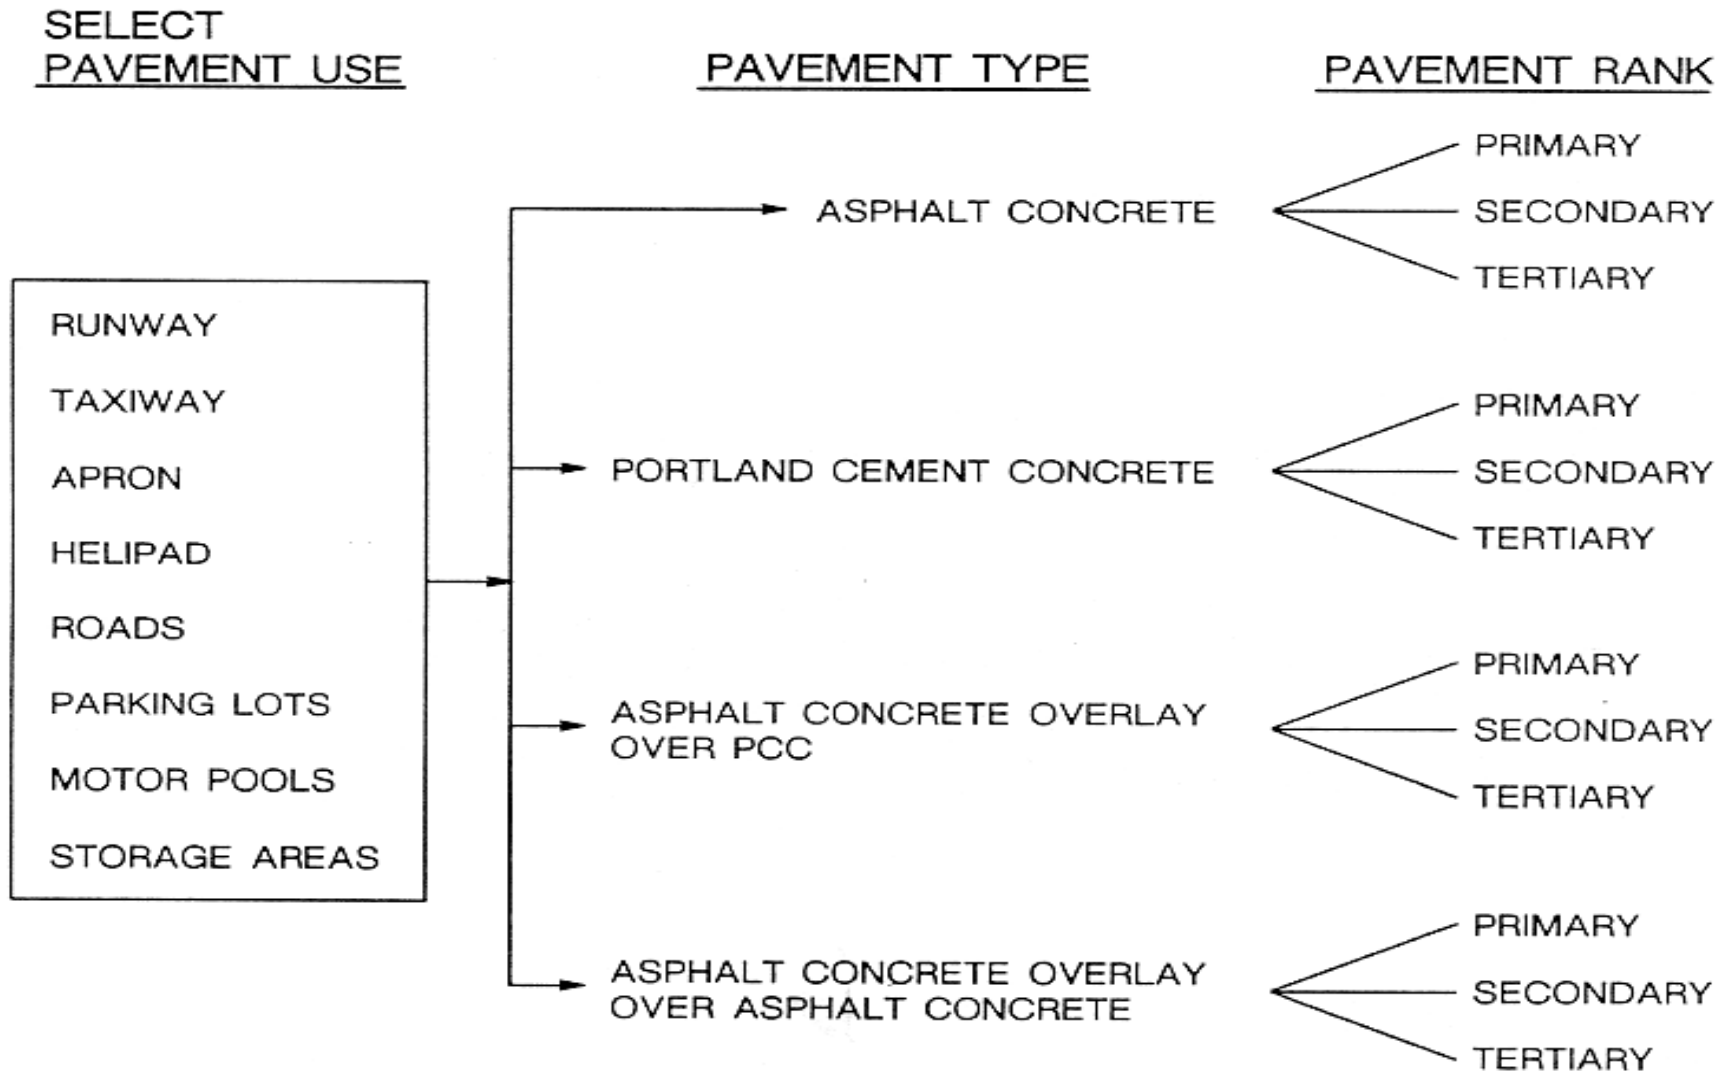 SELECT
PAVEMENT USE
PAVEMENT TYPE
PAVEMENT RANK
RUNWAY
TAXIWAY
APRON
HELIPAD
ROADS
PARKING LOTS
MOTOR POOLS
STORAGE AREAS
ASPHALT CONCRETE
PRIMARY
SECONDARY
TERTIARY
PORTLAND CEMENT CONCRETE
PRIMARY
SECONDARY
TERTIARY
ASPHALT CONCRETE OVERLAY
OVER PCC
PRIMARY
SECONDARY
TERTIARY
ASPHALT CONCRETE OVERLAY
OVER ASPHALT CONCRETE
PRIMARY
SECONDARY
TERTIARY